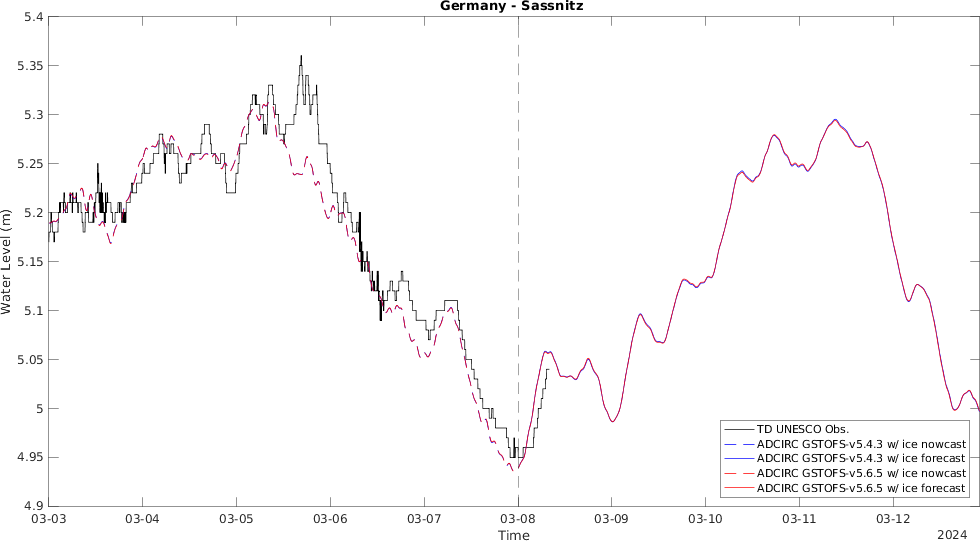 Germany - Sassnitz
5.4
5.35
5.3
5.25
5.2
5.15
5.1
5.05
5
4.95
4.9
Water Level (m)
03-03 03-04 03-05 03-06 03-07 03-08 03-09 03-10 03-11 03-12
Time
2024
TD UNESCO Obs.
ADCIRC GSTOFS-v5.4.3 w/ ice nowcast
ADCIRC GSTOFS-v5.4.3 w/ ice forecast
ADCIRC GSTOFS-v5.6.5 w/ ice nowcast
ADCIRC GSTOFS-v5.6.5 w/ ice forecast